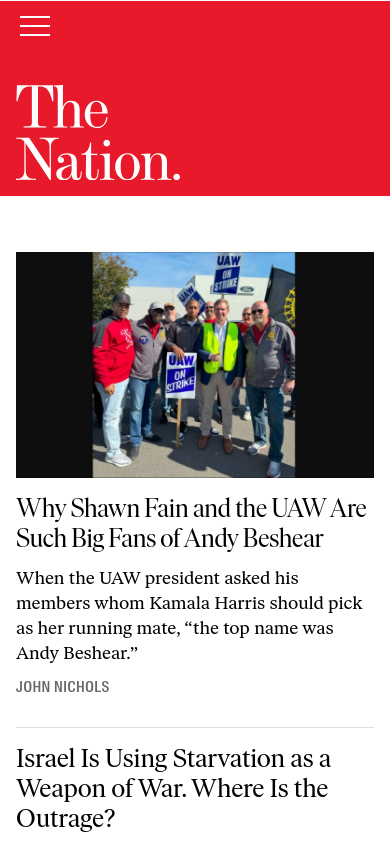 The
Nation.
UAW
ON
STRIKE
UAW
ON
STRIKE
Why Shawn Fain and the UAW Are
Such Big Fans of Andy Beshear
When the UAW president asked his
members whom Kamala Harris should pick
as her running mate, “the top name was
Andy Beshear.”
JOHN NICHOLS
Israel Is Using Starvation as a
Weapon of War. Where Is the
Outrage?